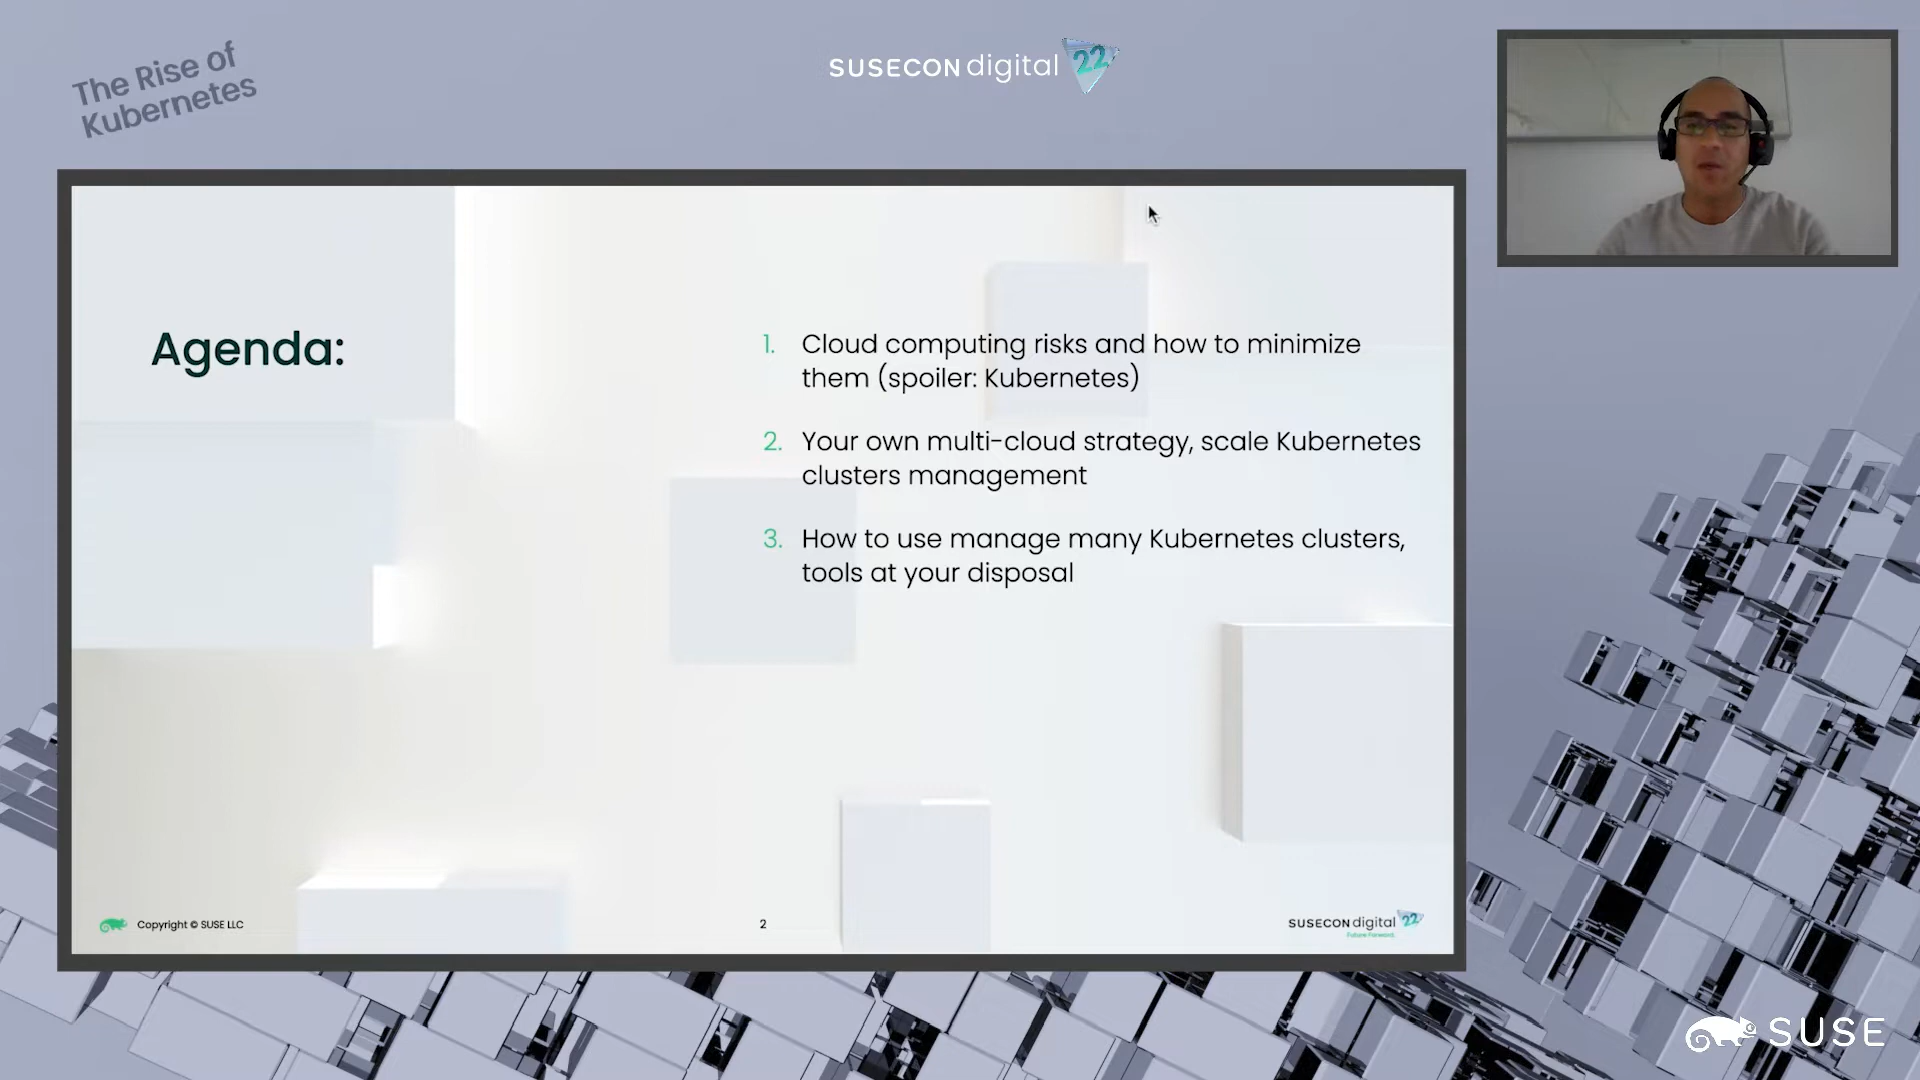 The Rise of
Kubernetes
SUSECON digital 22
Agenda:
1. Cloud computing risks and how to minimize
them (spoiler: Kubernetes)
2. Your own multi-cloud strategy, scale Kubernetes
clusters management
3. How to use manage many Kubernetes clusters,
tools at your disposal
Copyright © SUSE LLC
2
SUSECON digital 22
Future Forward.
SUSE